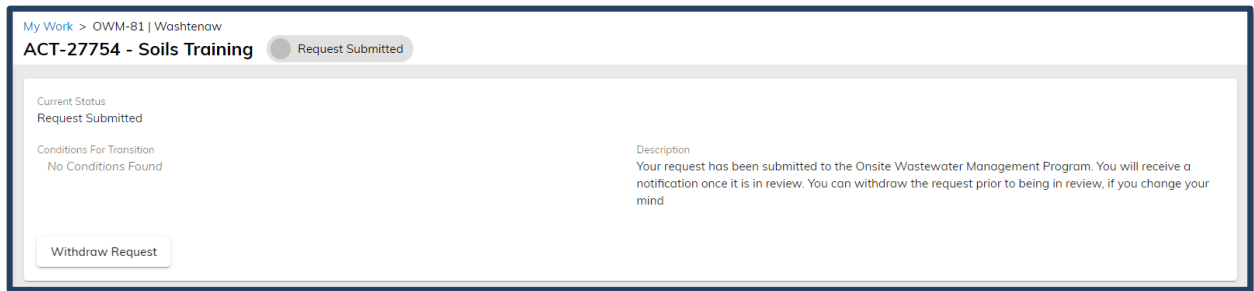 My Work > OWM-81 | Washtenaw
ACT-27754 - Soils Training Request Submitted
Current Status
Request Submitted
Conditions For Transition
No Conditions Found
Description
Your request has been submitted to the Onsite Wastewater Management Program. You will receive a
notification once it is in review. You can withdraw the request prior to being in review, if you change your
mind
Withdraw Request